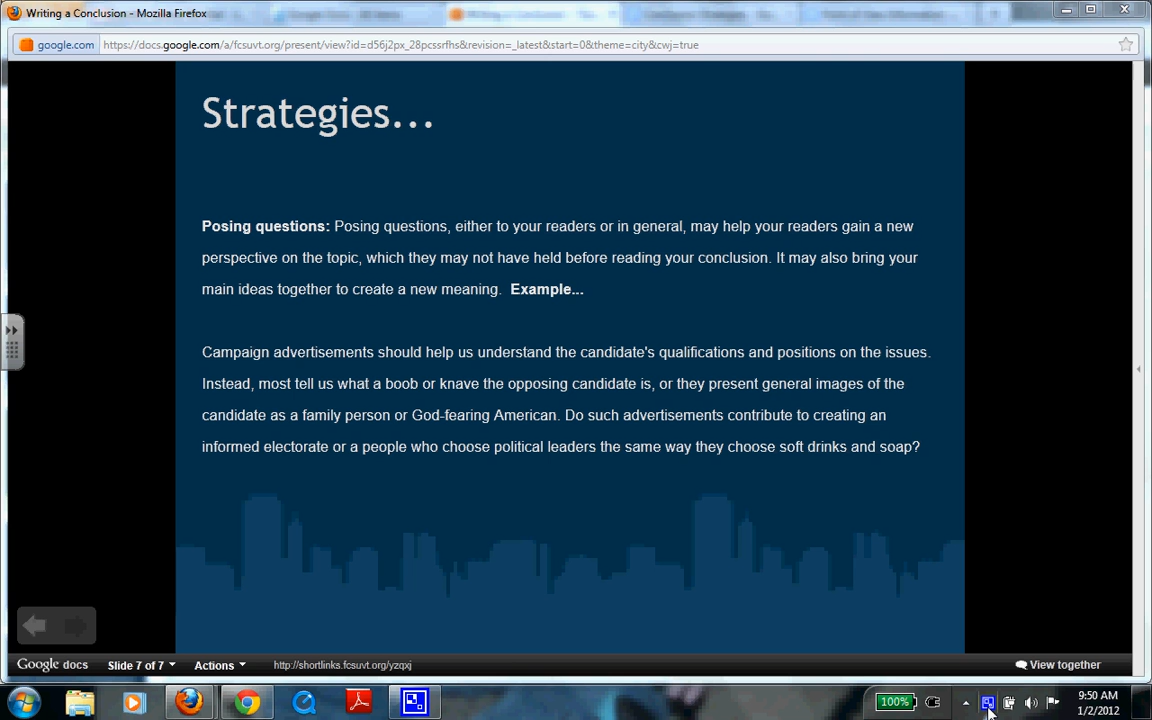 Writing a Conclusion - Mozilla Firefox
google.com https://docs.google.com/a/fcsuvt.org/present/view?id=d56j2px_28pcssrfhs&revision=_latest&start=0&theme=city&cwj=true
Strategies...
Posing questions: Posing questions, either to your readers or in general, may help your readers gain a new
perspective on the topic, which they may not have held before reading your conclusion. It may also bring your
main ideas together to create a new meaning. Example...
Campaign advertisements should help us understand the candidate's qualifications and positions on the issues.
Instead, most tell us what a boob or knave the opposing candidate is, or they present general images of the
candidate as a family person or God-fearing American. Do such advertisements contribute to creating an
informed electorate or a people who choose political leaders the same way they choose soft drinks and soap?
Google docs Slide 7 of 7 Actions http://shortlinks.fcsuvt.org/yzqxj View together
100% 9:50 AM
1/2/2012